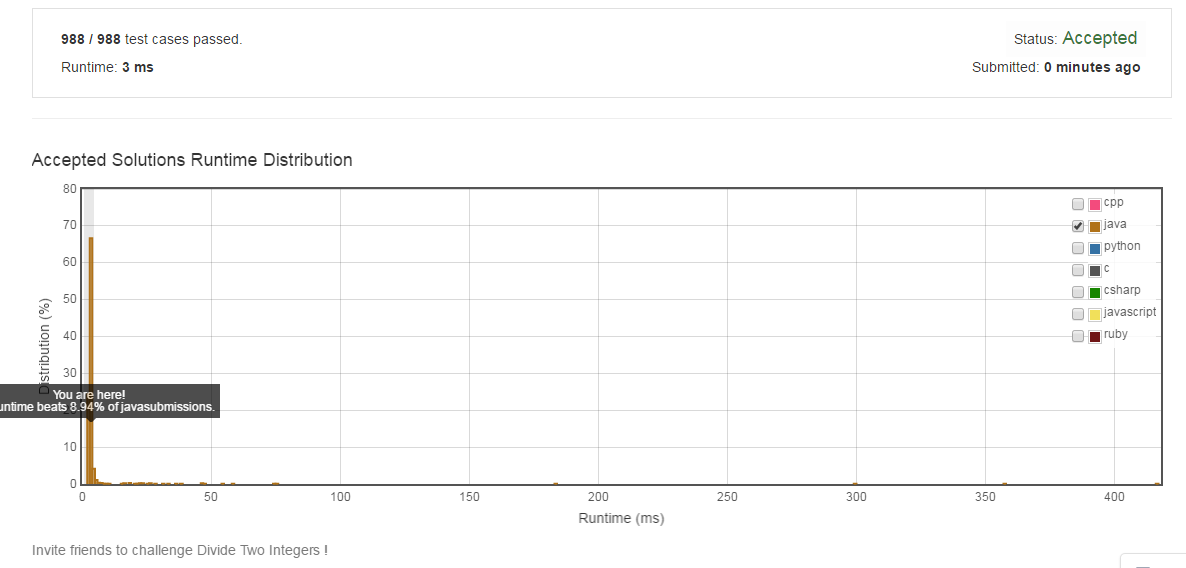 988 / 988 test cases passed.
Status: Accepted
Runtime: 3 ms
Submitted: 0 minutes ago
Accepted Solutions Runtime Distribution
80
70
60
50
40
30
20
10
0
Distribution (%)
cpp
java
python
c
csharp
javascript
ruby
You are here!
beats 8.94% of javasubmissions.
0
50
100
150
200
250
300
350
400
Runtime (ms)
Invite friends to challenge Divide Two Integers !